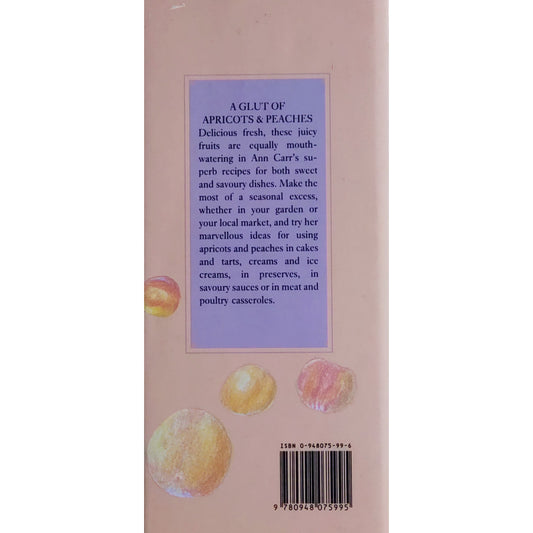 A GLUT OF
APRICOTS & PEACHES
Delicious fresh, these juicy
fruits are equally mouth-
watering in Ann Carr's su-
perb recipes for both sweet
and savoury dishes. Make the
most of a seasonal excess,
whether in your garden or
your local market, and try her
marvellous ideas for using
apricots and peaches in cakes
and tarts, creams and ice
creams, in preserves, in
savoury sauces or in meat and
poultry casseroles.
ISBN 0-948075-99-6
9 780948 075995